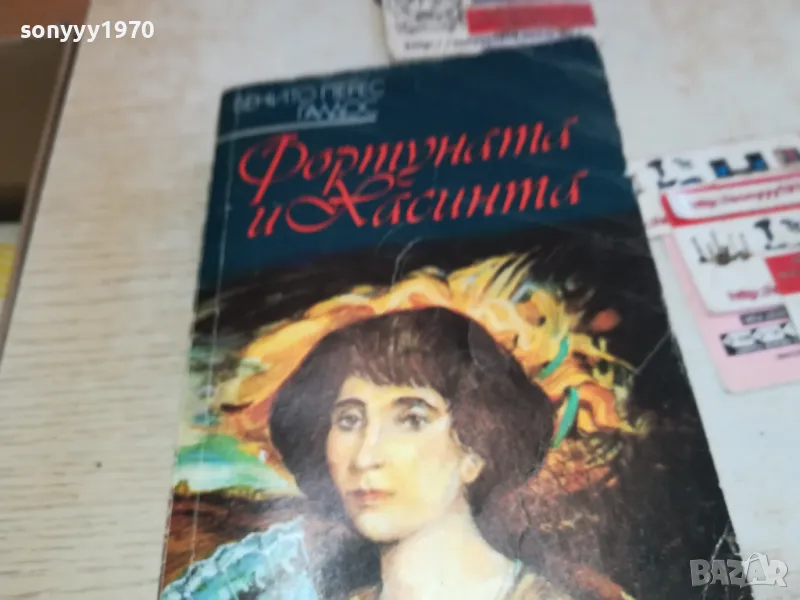 sonyyy1970
БЕНИТО ПЕРЕС
ГАЛДОС
Фортуната
и Хасинта
BAZAR